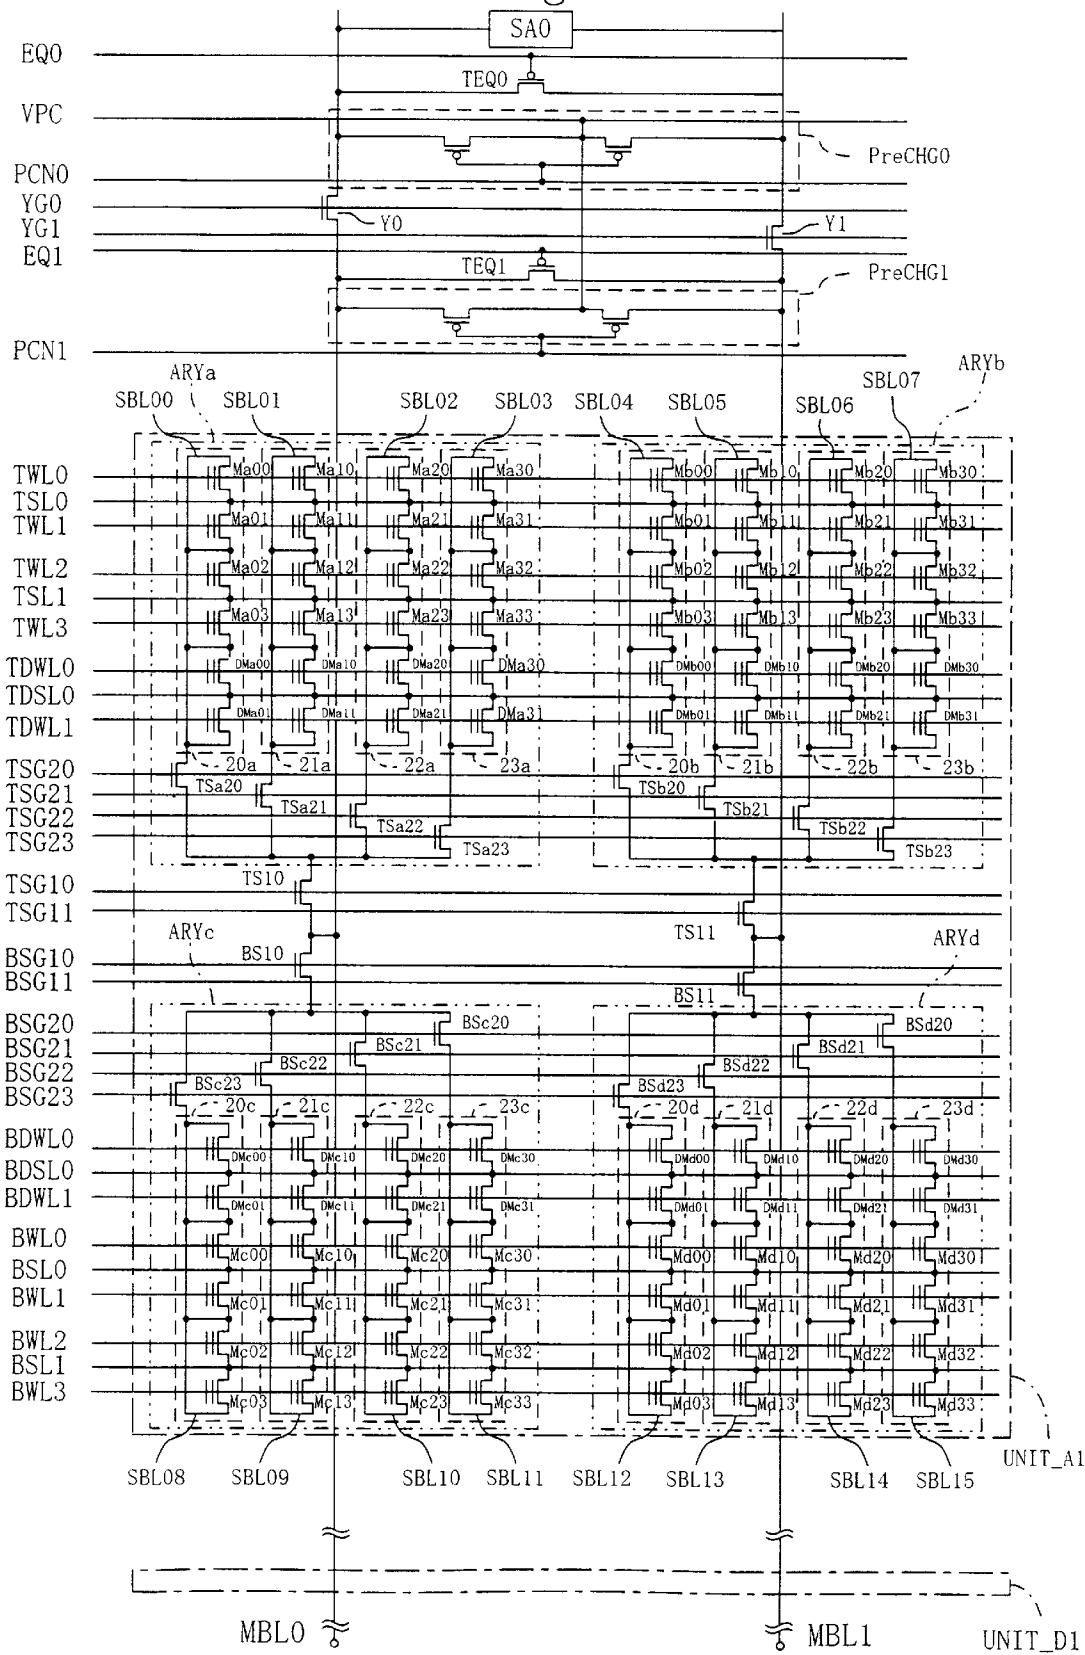 g
SA0
EQ0
TEQ0
VPC
PreCHG0
PCN0
YG0
Y0 Y1
YG1
EQ1
TEQ1
PreCHG1
PCN1
ARYa ARYb
SBL00 SBL01 SBL02 SBL03 SBL04 SBL05 SBL06 SBL07
TWL0 Ma00 Ma10 Ma20 Ma30 Mb00 Mb10 Mb20 Mb30
TSL0
TWL1 Ma01 Ma11 Ma21 Ma31 Mb01 Mb11 Mb21 Mb31
TWL2 Ma02 Ma12 Ma22 Ma32 Mb02 Mb12 Mb22 Mb32
TSL1
TWL3 Ma03 Ma13 Ma23 Ma33 Mb03 Mb13 Mb23 Mb33
TDWL0 DMa00 DMa10 DMa20 DMa30 DMb00 DMb10 DMb20 DMb30
TDSL0
TDWL1 DMa01 DMa11 DMa21 DMa31 DMb01 DMb11 DMb21 DMb31
20a 21a 22a 23a 20b 21b 22b 23b
TSG20 TSa20 TSb20
TSG21 TSa21 TSb21
TSG22 TSa22 TSb22
TSG23 TSa23 TSb23
TS10
TSG10
TSG11
TS11
ARYc ARYd
BSG10 BS10
BSG11 BS11
BSG20 BSc20 BSd20
BSG21 BSc21 BSd21
BSG22 BSc22 BSd22
BSG23 BSc23 BSd23
20c 21c 22c 23c 20d 21d 22d 23d
BDWL0 DMc00 DMc10 DMc20 DMc30 DMd00 DMd10 DMd20 DMd30
BDSL0
BDWL1 DMc01 DMc11 DMc21 DMc31 DMd01 DMd11 DMd21 DMd31
BWL0 Mc00 Mc10 Mc20 Mc30 Md00 Md10 Md20 Md30
BSL0
BWL1 Mc01 Mc11 Mc21 Mc31 Md01 Md11 Md21 Md31
BWL2 Mc02 Mc12 Mc22 Mc32 Md02 Md12 Md22 Md32
BSL1
BWL3 Mc03 Mc13 Mc23 Mc33 Md03 Md13 Md23 Md33
UNIT_A1
SBL08 SBL09 SBL10 SBL11 SBL12 SBL13 SBL14 SBL15
MBL0 MBL1
UNIT_D1